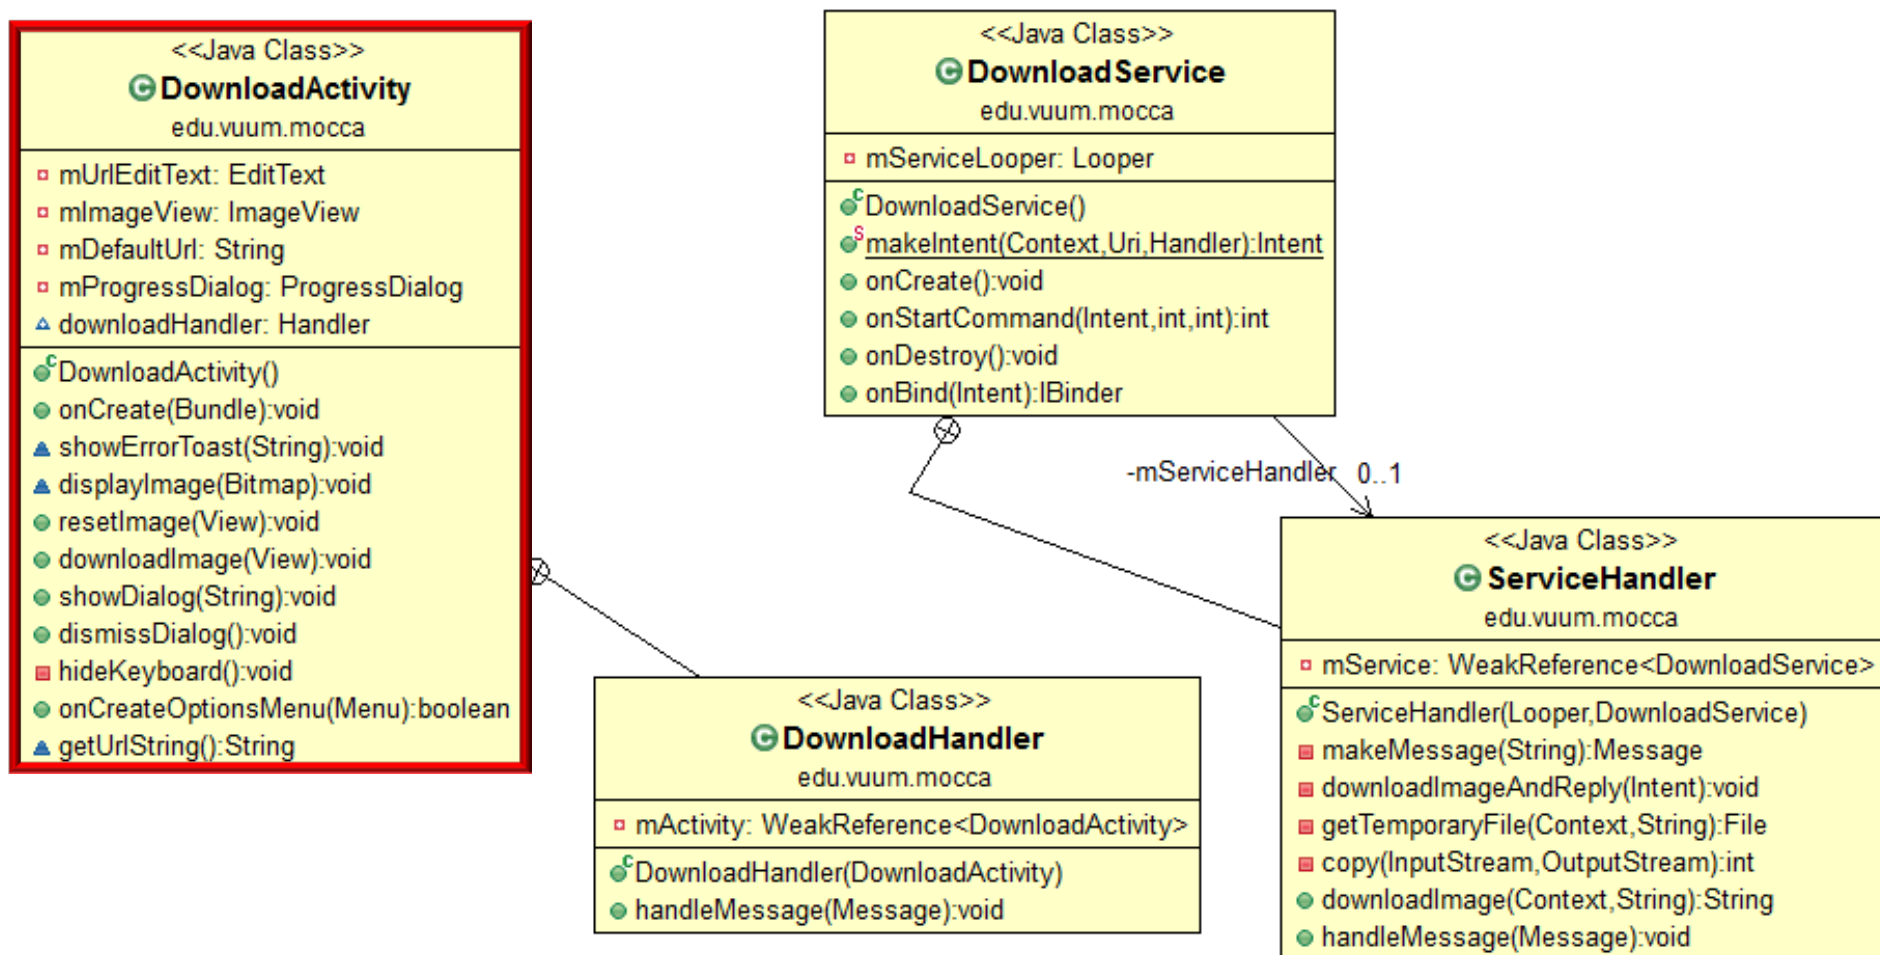 <<Java Class>>
DownloadActivity
edu.vuum.mocca
mUrlEditText: EditText
mImageView: ImageView
mDefaultUrl: String
mProgressDialog: ProgressDialog
downloadHandler: Handler
DownloadActivity()
onCreate(Bundle):void
showErrorToast(String):void
displayImage(Bitmap):void
resetImage(View):void
downloadImage(View):void
showDialog(String):void
dismissDialog():void
hideKeyboard():void
onCreateOptionsMenu(Menu):boolean
getUrlString():String
<<Java Class>>
DownloadService
edu.vuum.mocca
mServiceLooper: Looper
DownloadService()
makeIntent(Context,Uri,Handler):Intent
onCreate():void
onStartCommand(Intent,int,int):int
onDestroy():void
onBind(Intent):IBinder
-mServiceHandler 0..1
<<Java Class>>
DownloadHandler
edu.vuum.mocca
mActivity: WeakReference<DownloadActivity>
DownloadHandler(DownloadActivity)
handleMessage(Message):void
<<Java Class>>
ServiceHandler
edu.vuum.mocca
mService: WeakReference<DownloadService>
ServiceHandler(Looper,DownloadService)
makeMessage(String):Message
downloadImageAndReply(Intent):void
getTemporaryFile(Context,String):File
copy(InputStream,OutputStream):int
downloadImage(Context,String):String
handleMessage(Message):void